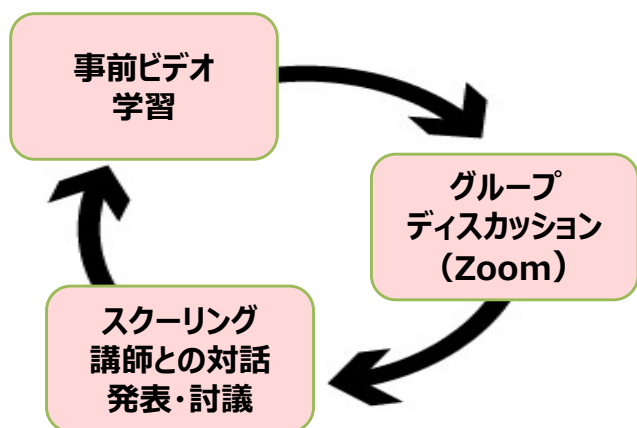 事前ビデオ
学習
グループ
ディスカッション
（Zoom）
スクーリング
講師との対話
発表・討議